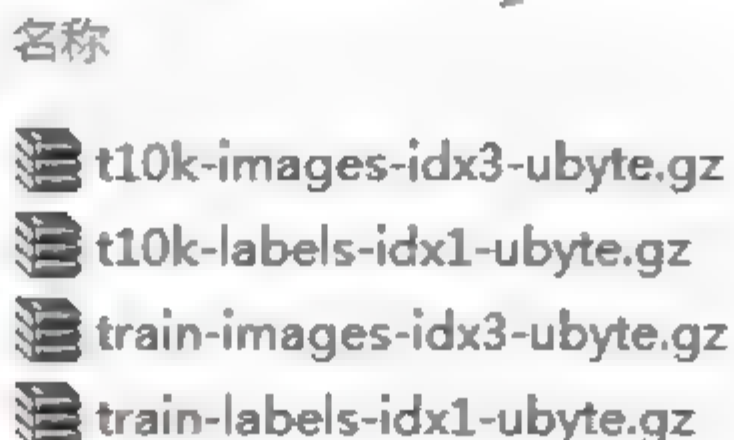 名称
t10k-images-idx3-ubyte.gz
t10k-labels-idx1-ubyte.gz
train-images-idx3-ubyte.gz
train-labels-idx1-ubyte.gz